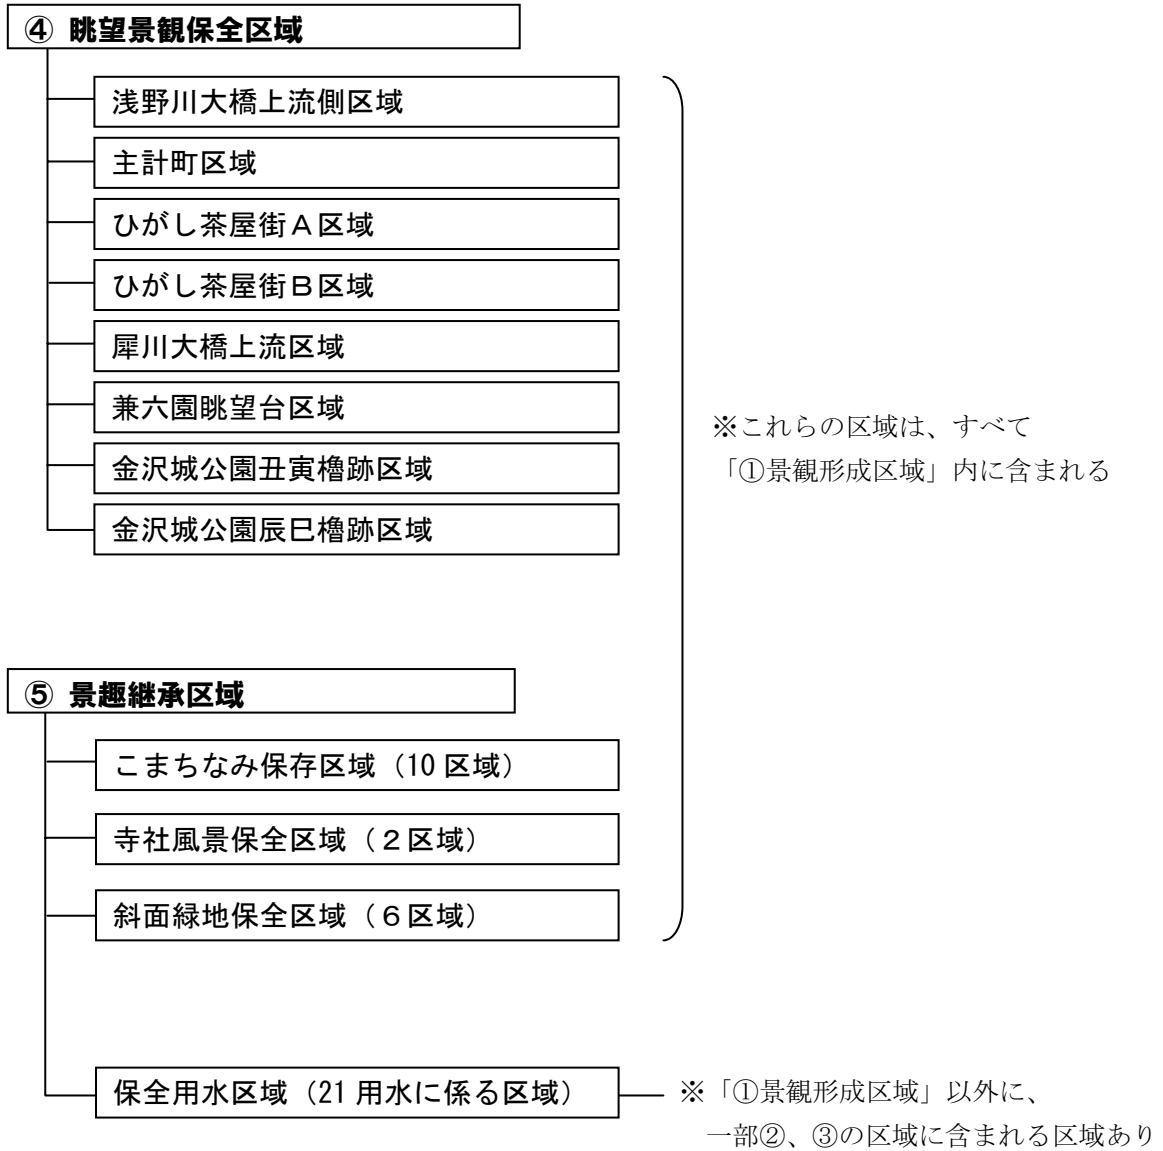 ④ 眺望景観保全区域
浅野川大橋上流側区域
主計町区域
ひがし茶屋街Ａ区域
ひがし茶屋街Ｂ区域
犀川大橋上流区域
兼六園眺望台区域
金沢城公園丑寅櫓跡区域
金沢城公園辰巳櫓跡区域
※これらの区域は、すべて
「①景観形成区域」内に含まれる
⑤ 景趣継承区域
こまちなみ保存区域（10 区域）
寺社風景保全区域（２区域）
斜面緑地保全区域（６区域）
保全用水区域（21 用水に係る区域）
※「①景観形成区域」以外に、
一部②、③の区域に含まれる区域あり